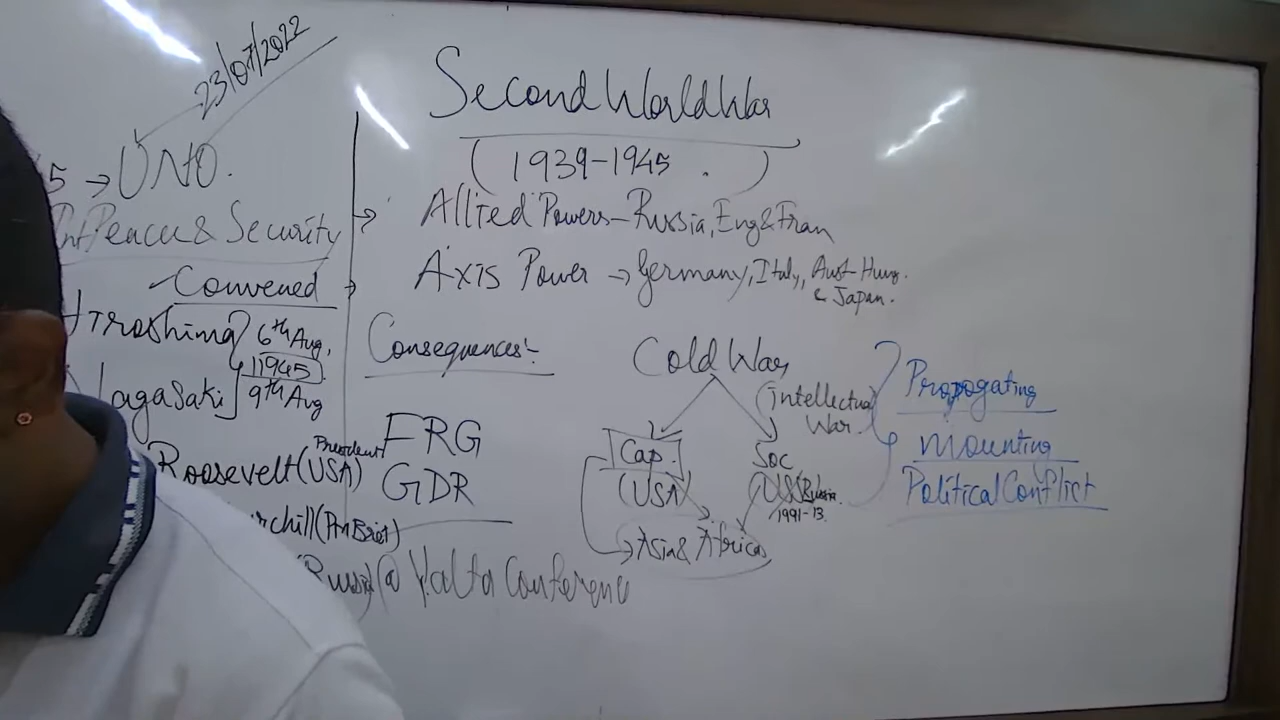 23/07/2022
5 → UNO.
Int Peace & Security
Convened
Hiroshima 6th Aug,
1945
Nagasaki 9th Aug
President
Roosevelt (USA)
rchill (PM Brit)
(Russia) @ Yalta Conference
Second World War
(1939-1945.)
→ Allied Powers - Russia, Eng & Fran
→ Axis Power → Germany, Italy, Aust-Hung.
& Japan.
Consequences:-
FRG
GDR
Cold War
(intellectual
War
Cap.
(USA)
Soc
(USSRussia
1991-13
→ Asia & Africa
Propogating
mounting
Political Conflict